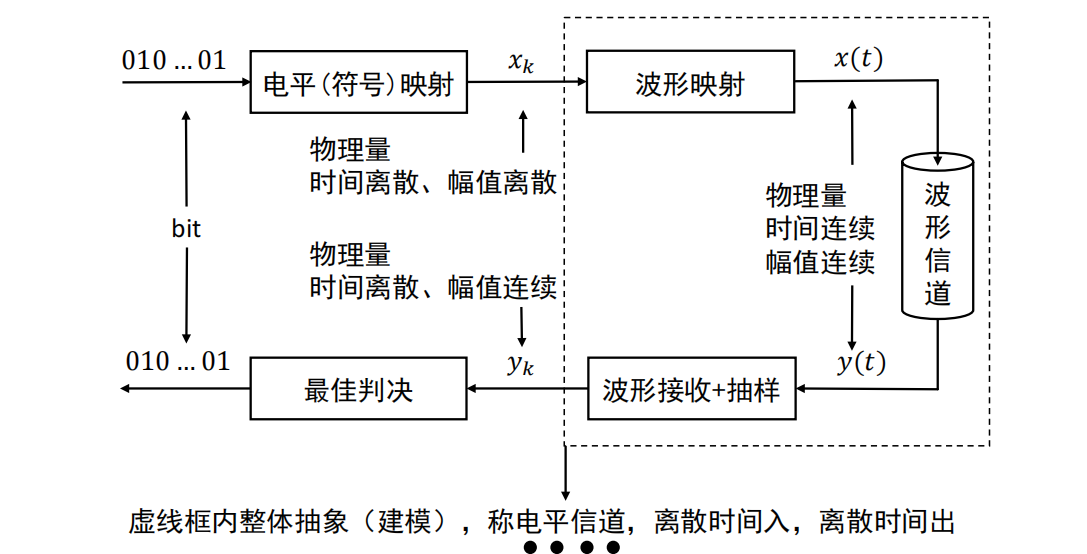 010 … 01
电平(符号)映射
x_k
波形映射
x(t)
物理量
时间离散、幅值离散
bit
物理量
时间离散、幅值连续
物理量
时间连续
幅值连续
波
形
信
道
010 … 01
最佳判决
y_k
波形接收+抽样
y(t)
虚线框内整体抽象（建模），称电平信道，离散时间入，离散时间出